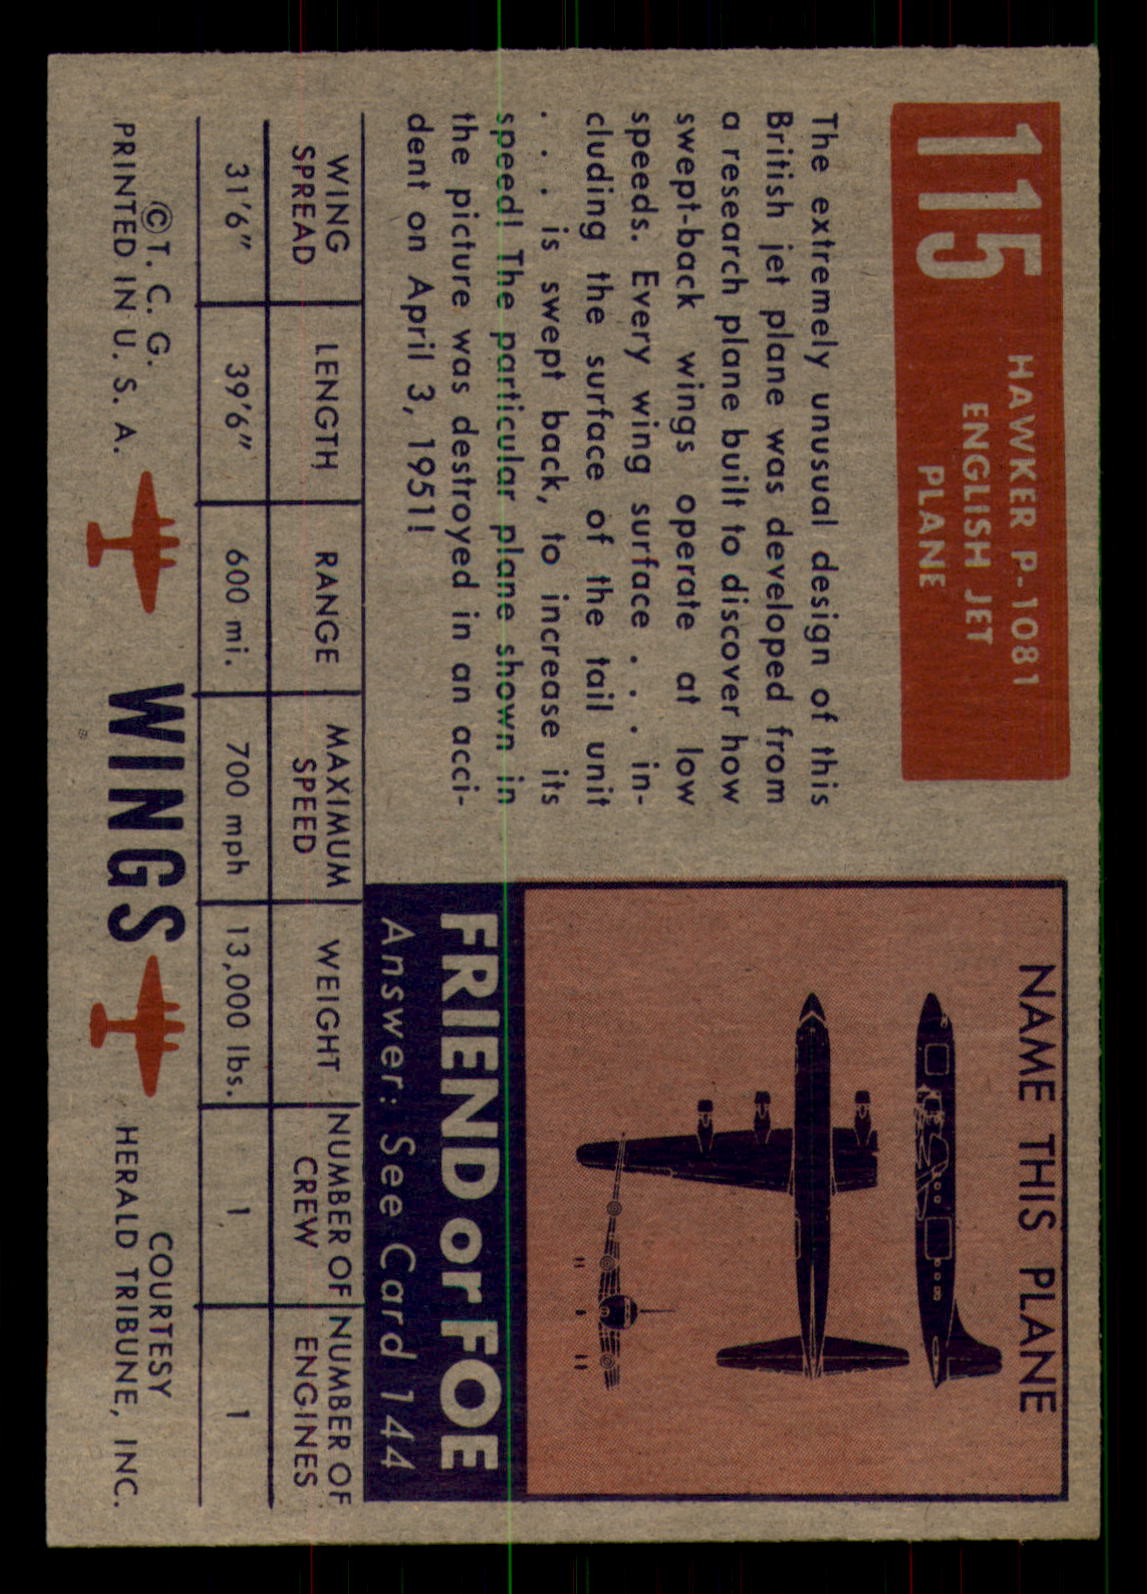 115
HAWKER P-1081
ENGLISH JET
PLANE
The extremely unusual design of this
British jet plane was developed from
a research plane built to discover how
swept-back wings operate at low
speeds. Every wing surface . . . in-
cluding the surface of the tail unit
. . . is swept back, to increase its
speed! The particular plane shown in
the picture was destroyed in an acci-
dent on April 3, 1951!
NAME THIS PLANE
FRIEND or FOE
Answer: See Card 144
WING SPREAD LENGTH RANGE MAXIMUM SPEED WEIGHT NUMBER OF CREW NUMBER OF ENGINES
31'6" 39'6" 600 mi. 700 mph 13,000 lbs. 1 1
©T. C. G.
PRINTED IN U. S. A.
WINGS
COURTESY
HERALD TRIBUNE, INC.